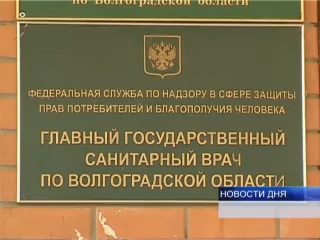 по Волгоградской области
ФЕДЕРАЛЬНАЯ СЛУЖБА ПО НАДЗОРУ В СФЕРЕ ЗАЩИТЫ
ПРАВ ПОТРЕБИТЕЛЕЙ И БЛАГОПОЛУЧИЯ ЧЕЛОВЕКА
ГЛАВНЫЙ ГОСУДАРСТВЕННЫЙ
САНИТАРНЫЙ ВРАЧ
ПО ВОЛГОГРАДСКОЙ ОБЛАСТИ
НОВОСТИ ДНЯ